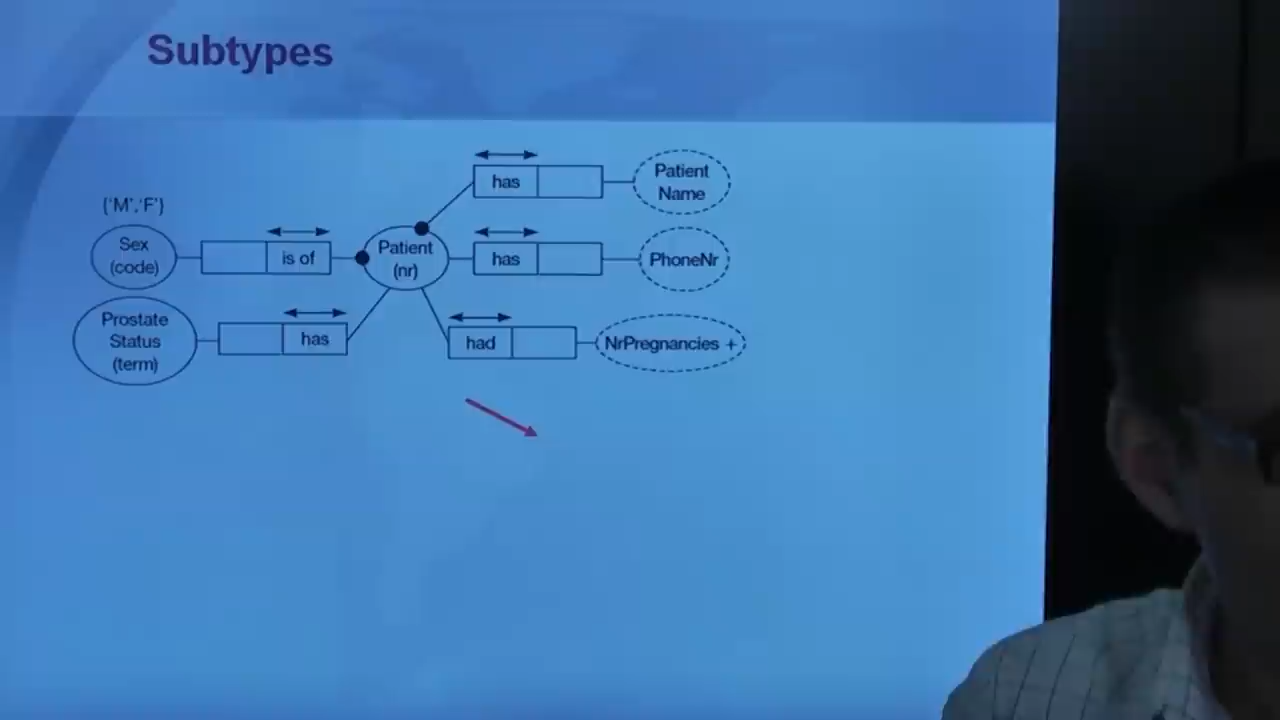 Subtypes
{'M','F'}
Sex
(code)
is of
Patient
(nr)
has
Patient
Name
has
PhoneNr
Prostate
Status
(term)
has
had
NrPregnancies +